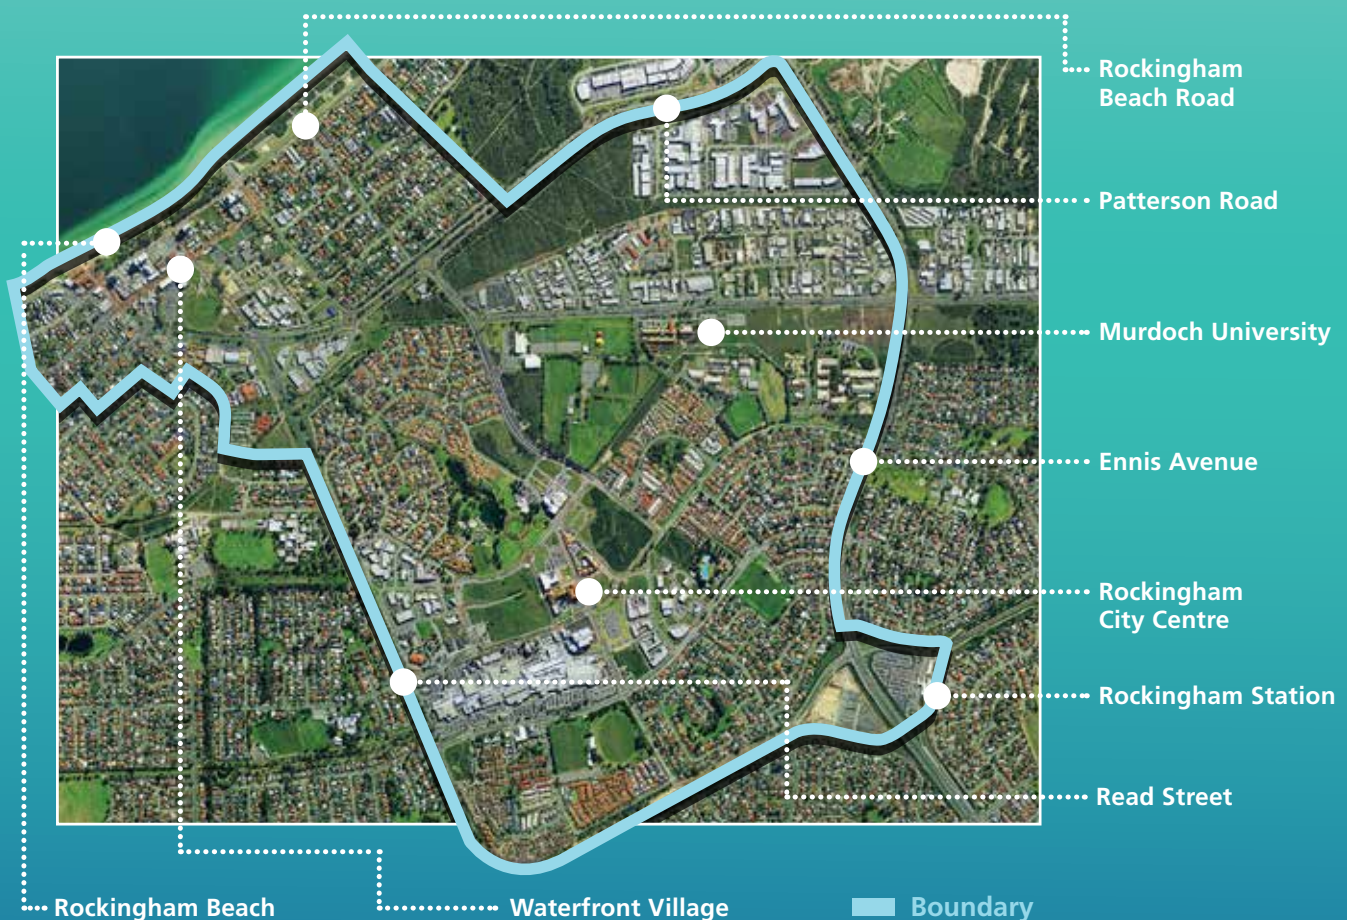 Rockingham
Beach Road
Patterson Road
Murdoch University
Ennis Avenue
Rockingham
City Centre
Rockingham Station
Read Street
Rockingham Beach
Waterfront Village
Boundary